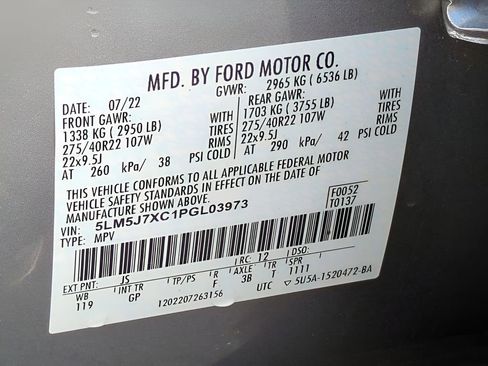 MFD. BY FORD MOTOR CO.
DATE: 07/22 GVWR: 2965 KG ( 6536 LB)
FRONT GAWR: REAR GAWR:
1338 KG ( 2950 LB) WITH 1703 KG ( 3755 LB) WITH
275/40R22 107W TIRES 275/40R22 107W TIRES
22x9.5J RIMS 22x9.5J RIMS
AT 260 kPa/ 38 PSI COLD AT 290 kPa/ 42 PSI COLD
THIS VEHICLE CONFORMS TO ALL APPLICABLE FEDERAL MOTOR
VEHICLE SAFETY STANDARDS IN EFFECT ON THE DATE OF
MANUFACTURE SHOWN ABOVE.
VIN: 5LM5J7XC1PGL03973 F0052
TYPE: MPV T0137
EXT PNT: JS RC: 12 DSO:
WB INT TR TP/PS R AXLE TR SPR
119 GP F 3B T 1111
1202207263156 UTC ▽ 5U5A-1520472-BA